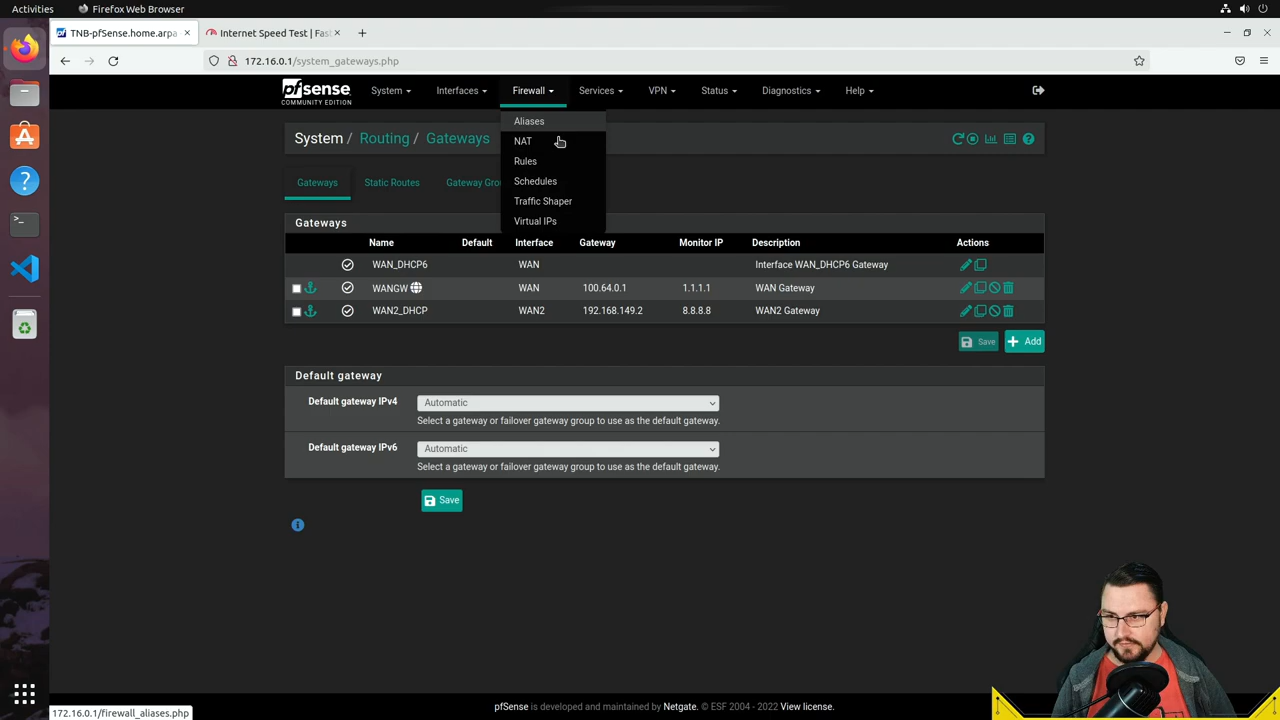 Activities
Firefox Web Browser
TNB-pfSense.home.arpa
Internet Speed Test | Fas
172.16.0.1/system_gateways.php
pfsense
COMMUNITY EDITION
System
Interfaces
Firewall
Services
VPN
Status
Diagnostics
Help
Aliases
NAT
Rules
Schedules
Traffic Shaper
Virtual IPs
System / Routing / Gateways
Gateways
Static Routes
Gateway Grou
Gateways
Name Default Interface Gateway Monitor IP Description Actions
WAN_DHCP6 WAN Interface WAN_DHCP6 Gateway
WANGW WAN 100.64.0.1 1.1.1.1 WAN Gateway
WAN2_DHCP WAN2 192.168.149.2 8.8.8.8 WAN2 Gateway
Save
Add
Default gateway
Default gateway IPv4
Automatic
Select a gateway or failover gateway group to use as the default gateway.
Default gateway IPv6
Automatic
Select a gateway or failover gateway group to use as the default gateway.
Save
172.16.0.1/firewall_aliases.php
pfSense is developed and maintained by Netgate. © ESF 2004 - 2022 View license.